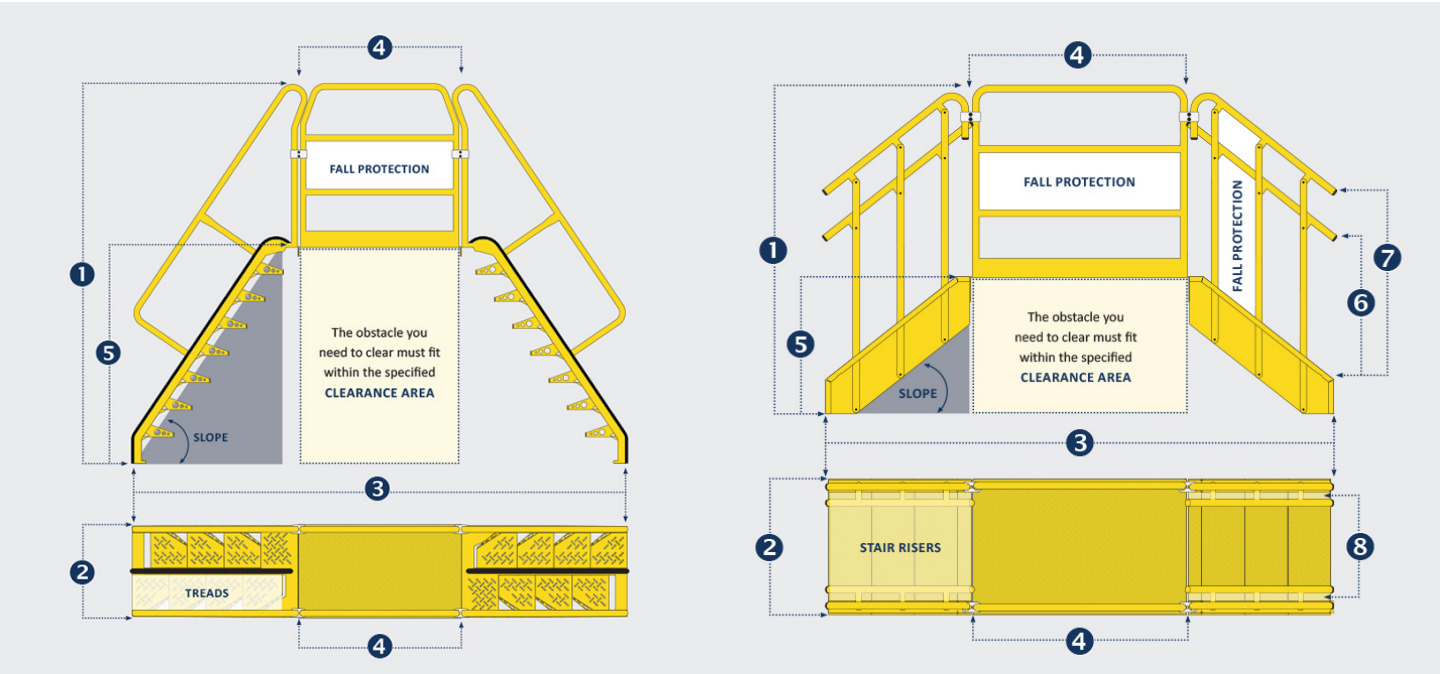 4
FALL PROTECTION
1
5
The obstacle you
need to clear must fit
within the specified
CLEARANCE AREA
SLOPE
3
2
TREADS
4
4
FALL PROTECTION
FALL PROTECTION
1
7
6
5
The obstacle you
need to clear must fit
within the specified
CLEARANCE AREA
SLOPE
3
2
STAIR RISERS
8
4